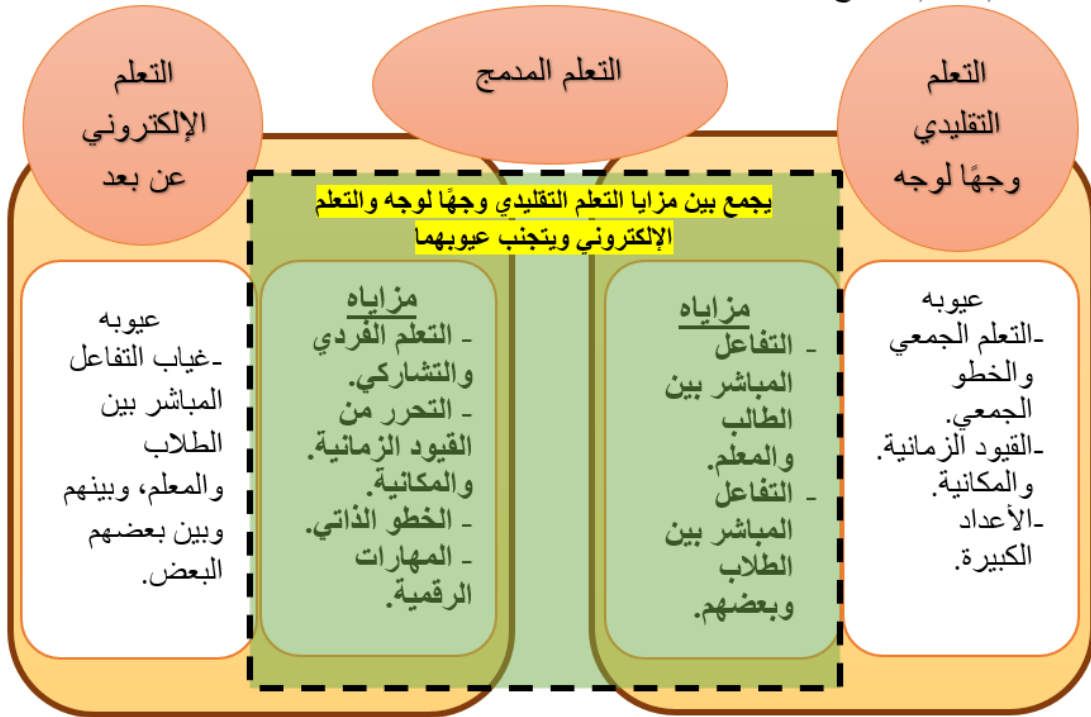 التعلم
التقليدي
وجهًا لوجه
التعلم المدمج
التعلم
الإلكتروني
عن بعد
يجمع بين مزايا التعلم التقليدي وجهًا لوجه والتعلم
الإلكتروني ويتجنب عيوبهما
عيوبه
-التعلم الجمعي
والخطو
الجمعي.
-القيود الزمانية.
والمكانية.
-الأعداد
الكبيرة.
مزاياه
- التفاعل
المباشر بين
الطالب
والمعلم.
- التفاعل
المباشر بين
الطلاب
وبعضهم.
مزاياه
- التعلم الفردي
والتشاركي.
- التحرر من
القيود الزمانية.
والمكانية.
- الخطو الذاتي.
- المهارات
الرقمية.
عيوبه
-غياب التفاعل
المباشر بين
الطلاب
والمعلم، وبينهم
وبين بعضهم
البعض.